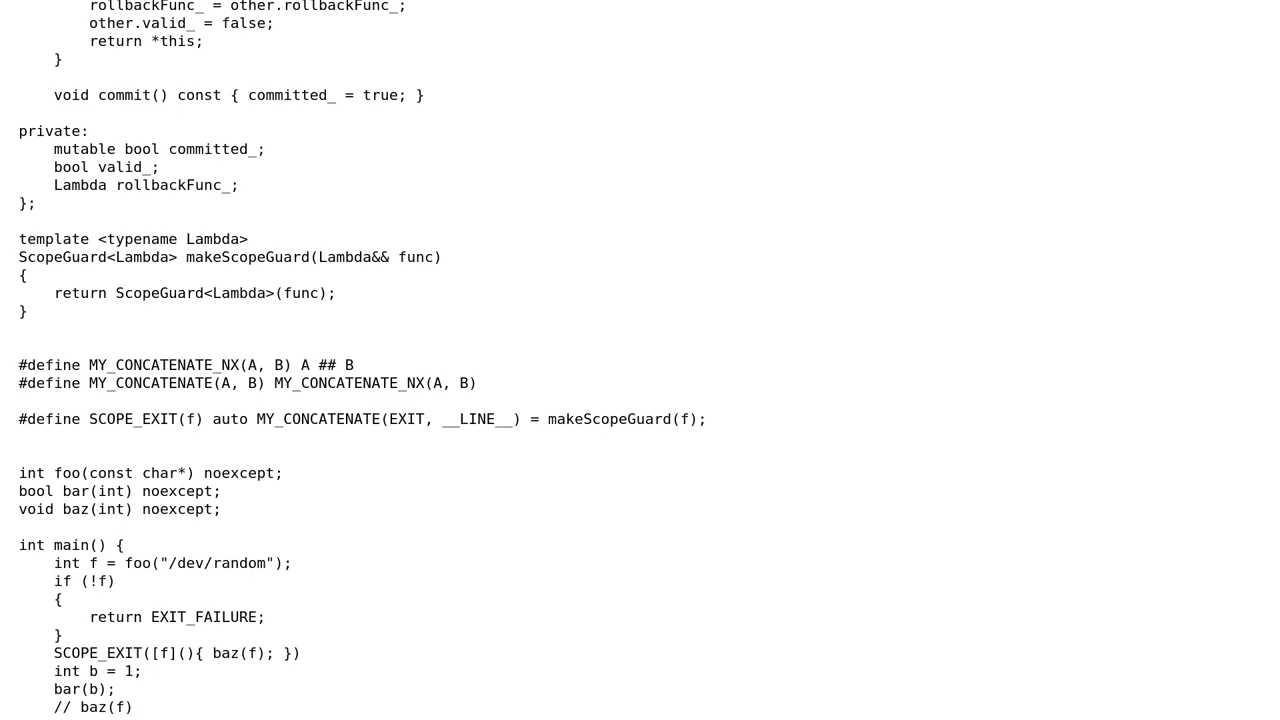 rollbackFunc_ = other.rollbackFunc_;
        other.valid_ = false;
        return *this;
    }

    void commit() const { committed_ = true; }

private:
    mutable bool committed_;
    bool valid_;
    Lambda rollbackFunc_;
};

template <typename Lambda>
ScopeGuard<Lambda> makeScopeGuard(Lambda&& func)
{
    return ScopeGuard<Lambda>(func);
}


#define MY_CONCATENATE_NX(A, B) A ## B
#define MY_CONCATENATE(A, B) MY_CONCATENATE_NX(A, B)

#define SCOPE_EXIT(f) auto MY_CONCATENATE(EXIT, __LINE__) = makeScopeGuard(f);


int foo(const char*) noexcept;
bool bar(int) noexcept;
void baz(int) noexcept;

int main() {
    int f = foo("/dev/random");
    if (!f)
    {
        return EXIT_FAILURE;
    }
    SCOPE_EXIT([f](){ baz(f); })
    int b = 1;
    bar(b);
    // baz(f)